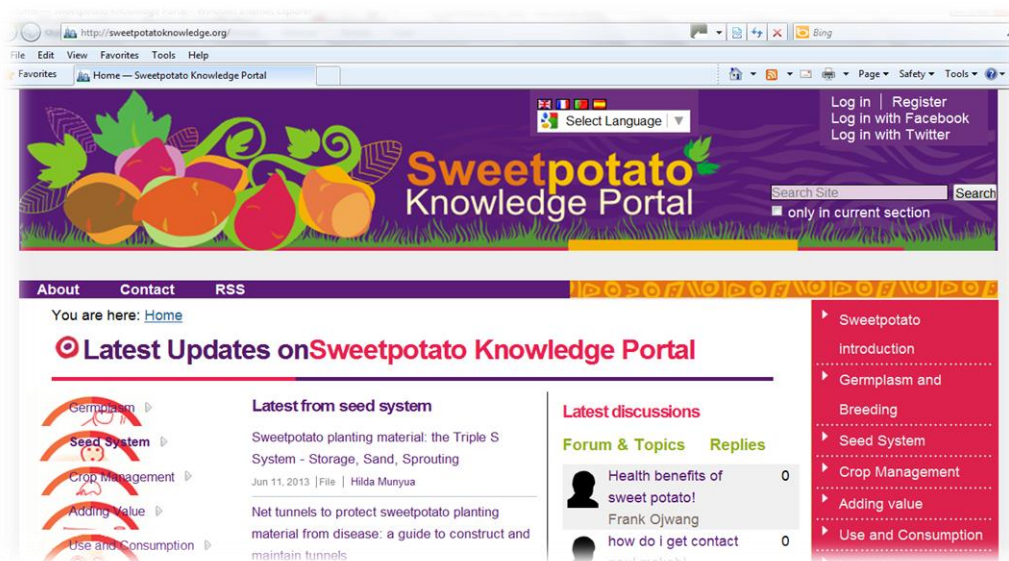 http://sweetpotatoknowledge.org/
Bing
File Edit View Favorites Tools Help
Favorites
Home — Sweetpotato Knowledge Portal
Page Safety Tools
Select Language
Log in | Register
Log in with Facebook
Log in with Twitter
Sweetpotato
Knowledge Portal
Search Site
Search
only in current section
About Contact RSS
You are here: Home
Latest Updates onSweetpotato Knowledge Portal
Germplasm
Seed System
Crop Management
Adding Value
Use and Consumption
Latest from seed system
Sweetpotato planting material: the Triple S
System - Storage, Sand, Sprouting
Jun 11, 2013 | File | Hilda Munyua
Net tunnels to protect sweetpotato planting
material from disease: a guide to construct and
maintain tunnels
Latest discussions
Forum & Topics Replies
Health benefits of 0
sweet potato!
Frank Ojwang
how do i get contact 0
Sweetpotato
introduction
Germplasm and
Breeding
Seed System
Crop Management
Adding value
Use and Consumption